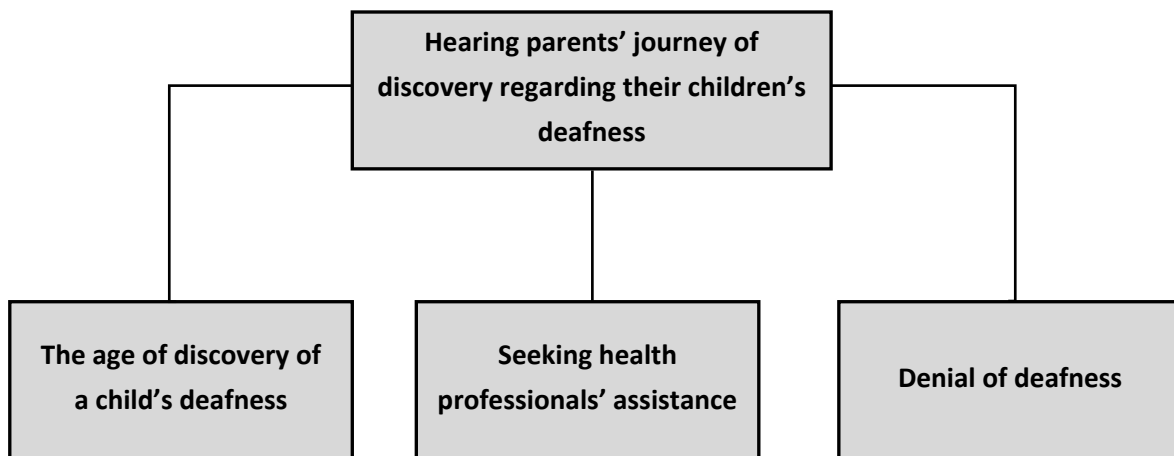 Hearing parents’ journey of
discovery regarding their children’s
deafness
The age of discovery of
a child’s deafness
Seeking health
professionals’ assistance
Denial of deafness